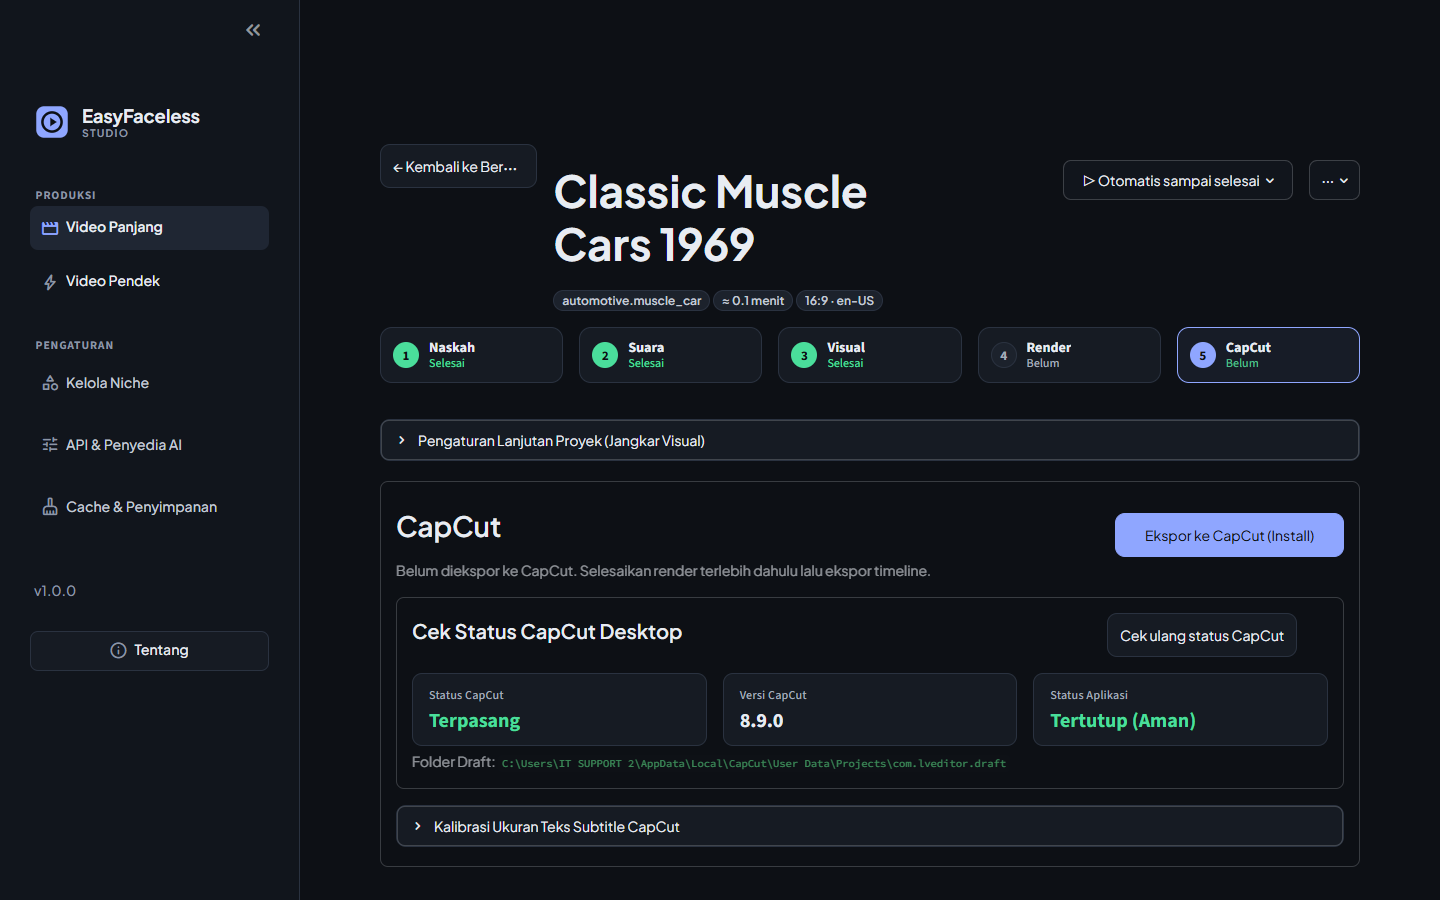 EasyFaceless
STUDIO
PRODUKSI
Video Panjang
Video Pendek
PENGATURAN
Kelola Niche
API & Penyedia AI
Cache & Penyimpanan
v1.0.0
Tentang
← Kembali ke Ber···
Classic Muscle
Cars 1969
Otomatis sampai selesai
···
automotive.muscle_car
≈ 0.1 menit
16:9 · en-US
1
Naskah
Selesai
2
Suara
Selesai
3
Visual
Selesai
4
Render
Belum
5
CapCut
Belum
Pengaturan Lanjutan Proyek (Jangkar Visual)
CapCut
Ekspor ke CapCut (Install)
Belum diekspor ke CapCut. Selesaikan render terlebih dahulu lalu ekspor timeline.
Cek Status CapCut Desktop
Cek ulang status CapCut
Status CapCut
Terpasang
Versi CapCut
8.9.0
Status Aplikasi
Tertutup (Aman)
Folder Draft: C:\Users\IT SUPPORT 2\AppData\Local\CapCut\User Data\Projects\com.lveditor.draft
Kalibrasi Ukuran Teks Subtitle CapCut